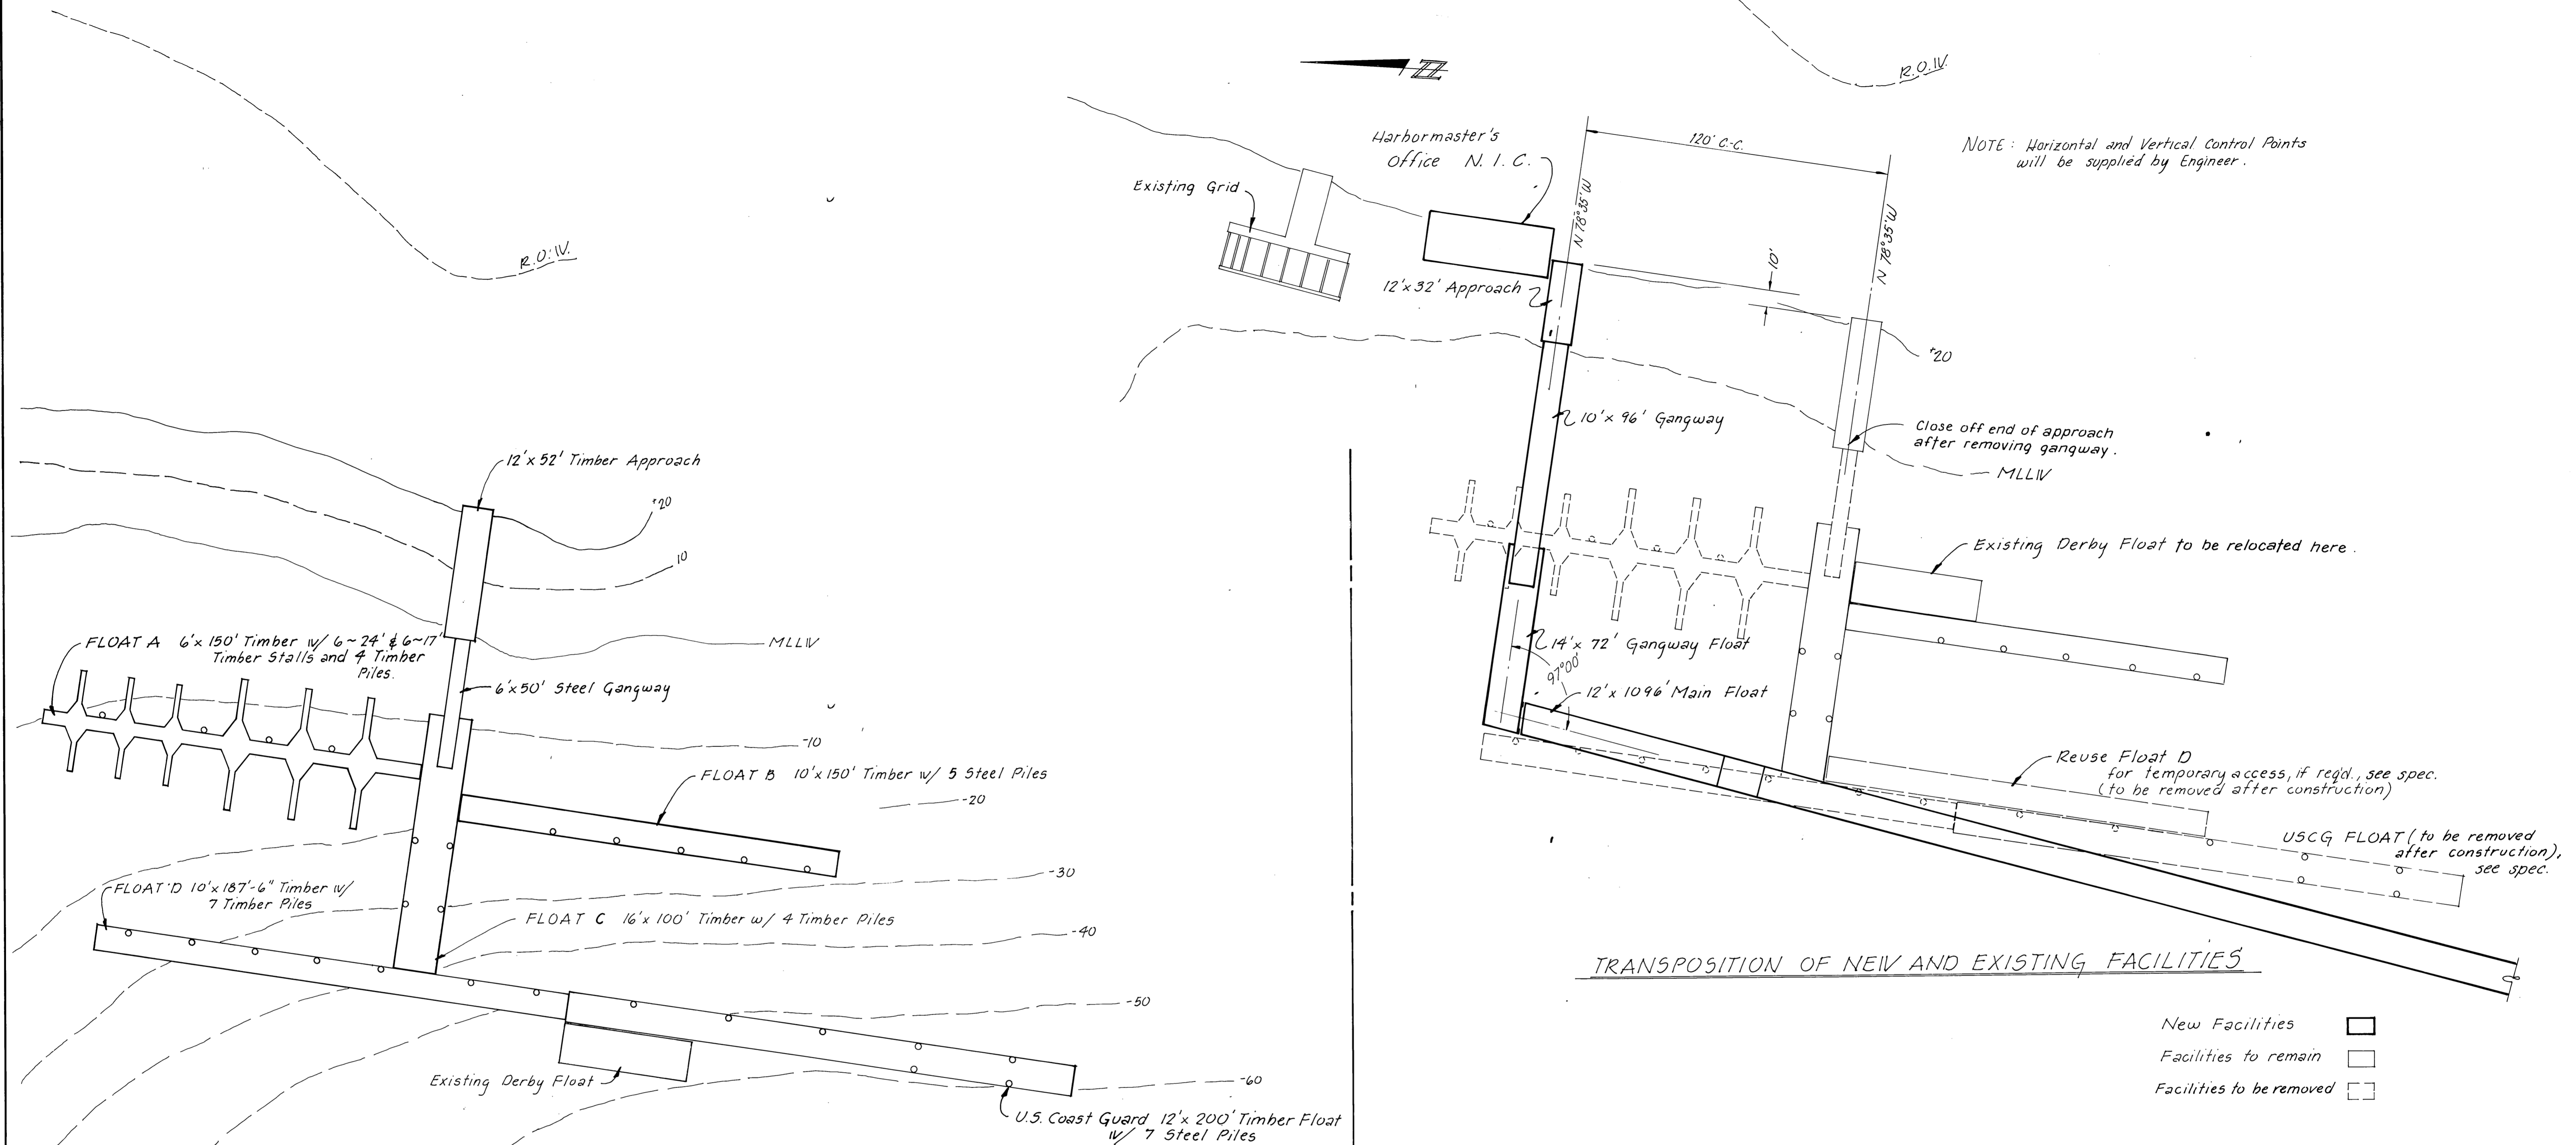 R.O.W.
12'x 52' Timber Approach
+20
10
FLOAT A 6'x 150' Timber w/ 6~24' & 6~17'
Timber Stalls and 4 Timber
Piles.
MLLW
6'x50' Steel Gangway
-10
FLOAT B 10'x150' Timber w/ 5 Steel Piles
-20
-30
FLOAT D 10'x187'-6" Timber w/
7 Timber Piles
FLOAT C 16'x 100' Timber w/ 4 Timber Piles
-40
-50
Existing Derby Float
-60
U.S. Coast Guard 12'x 200' Timber Float
w/ 7 Steel Piles
N
R.O.W.
Harbormaster's
Office N.I.C.
120' C.-C.
NOTE: Horizontal and Vertical Control Points
will be supplied by Engineer.
Existing Grid
N 78°35' W
N 78°35' W
10'
12'x32' Approach
+20
10'x 96' Gangway
Close off end of approach
after removing gangway.
MLLW
Existing Derby Float to be relocated here.
14'x 72' Gangway Float
97°00'
12'x 1096' Main Float
Reuse Float D
for temporary access, if req'd., see spec.
(to be removed after construction)
USCG FLOAT (to be removed
after construction),
see spec.
TRANSPOSITION OF NEW AND EXISTING FACILITIES
New Facilities
Facilities to remain
Facilities to be removed